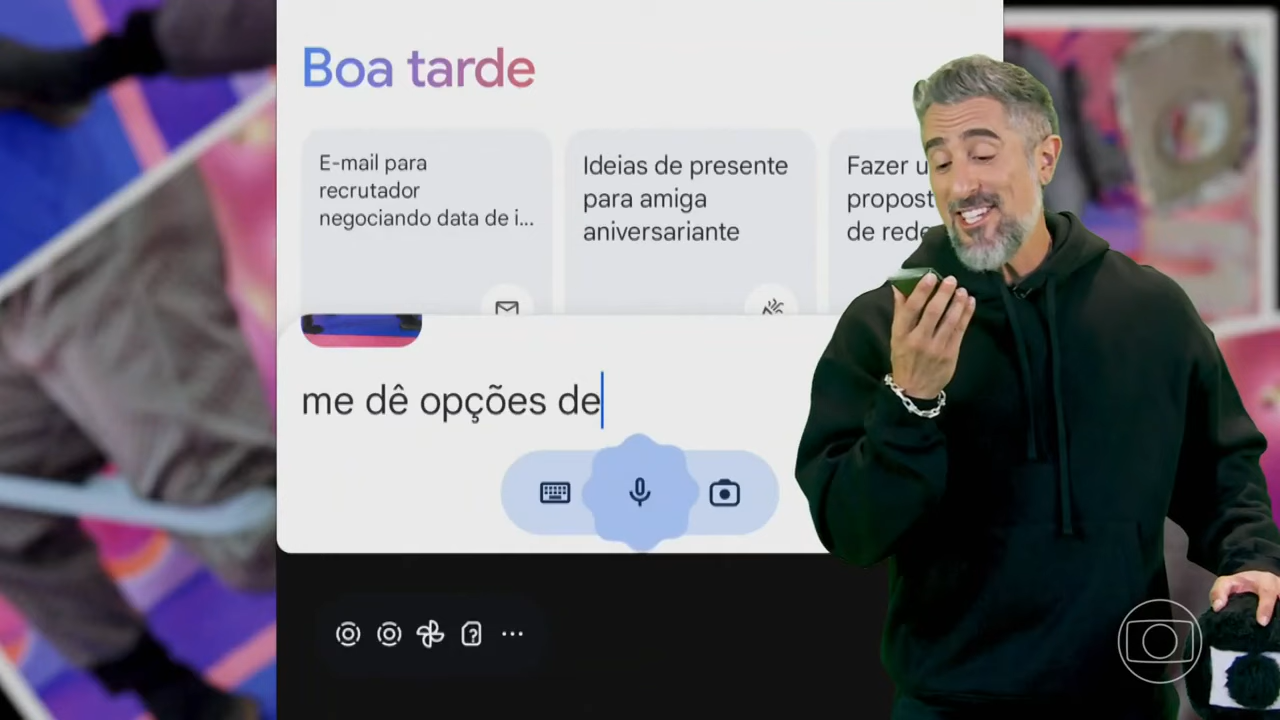 Boa tarde
E-mail para
recrutador
negociando data de i...
Ideias de presente
para amiga
aniversariante
Fazer u
propost
de rede
me dê opções de